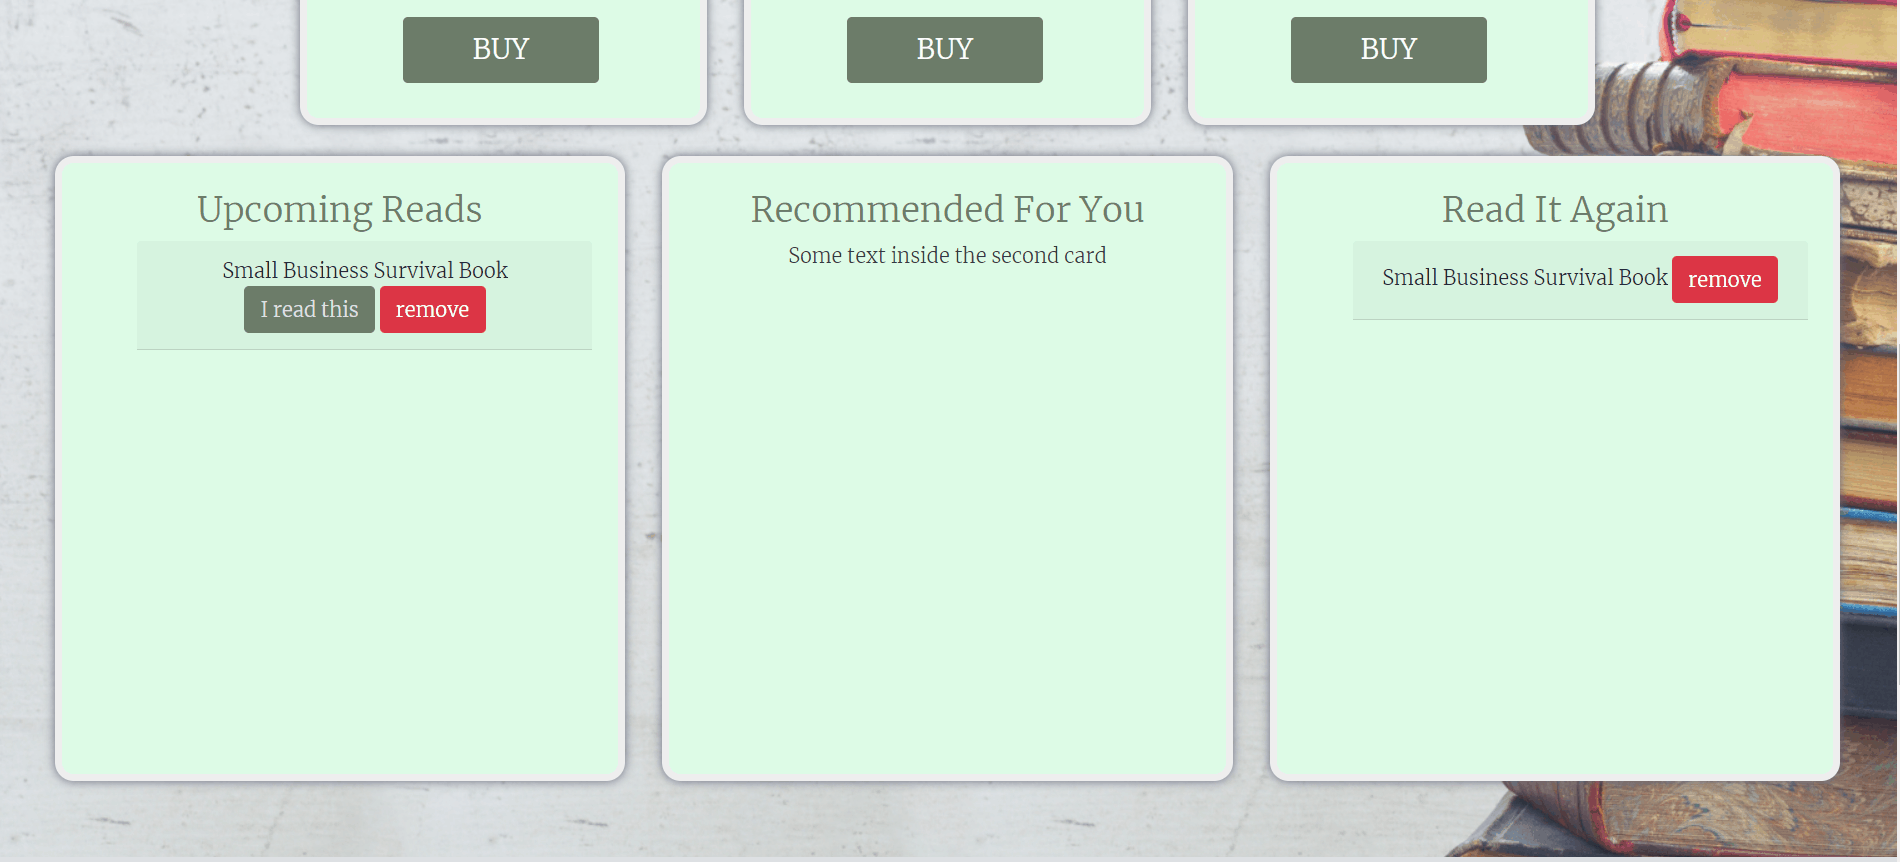 BUY
BUY
BUY
Upcoming Reads
Small Business Survival Book
I read this
remove
Recommended For You
Some text inside the second card
Read It Again
Small Business Survival Book
remove